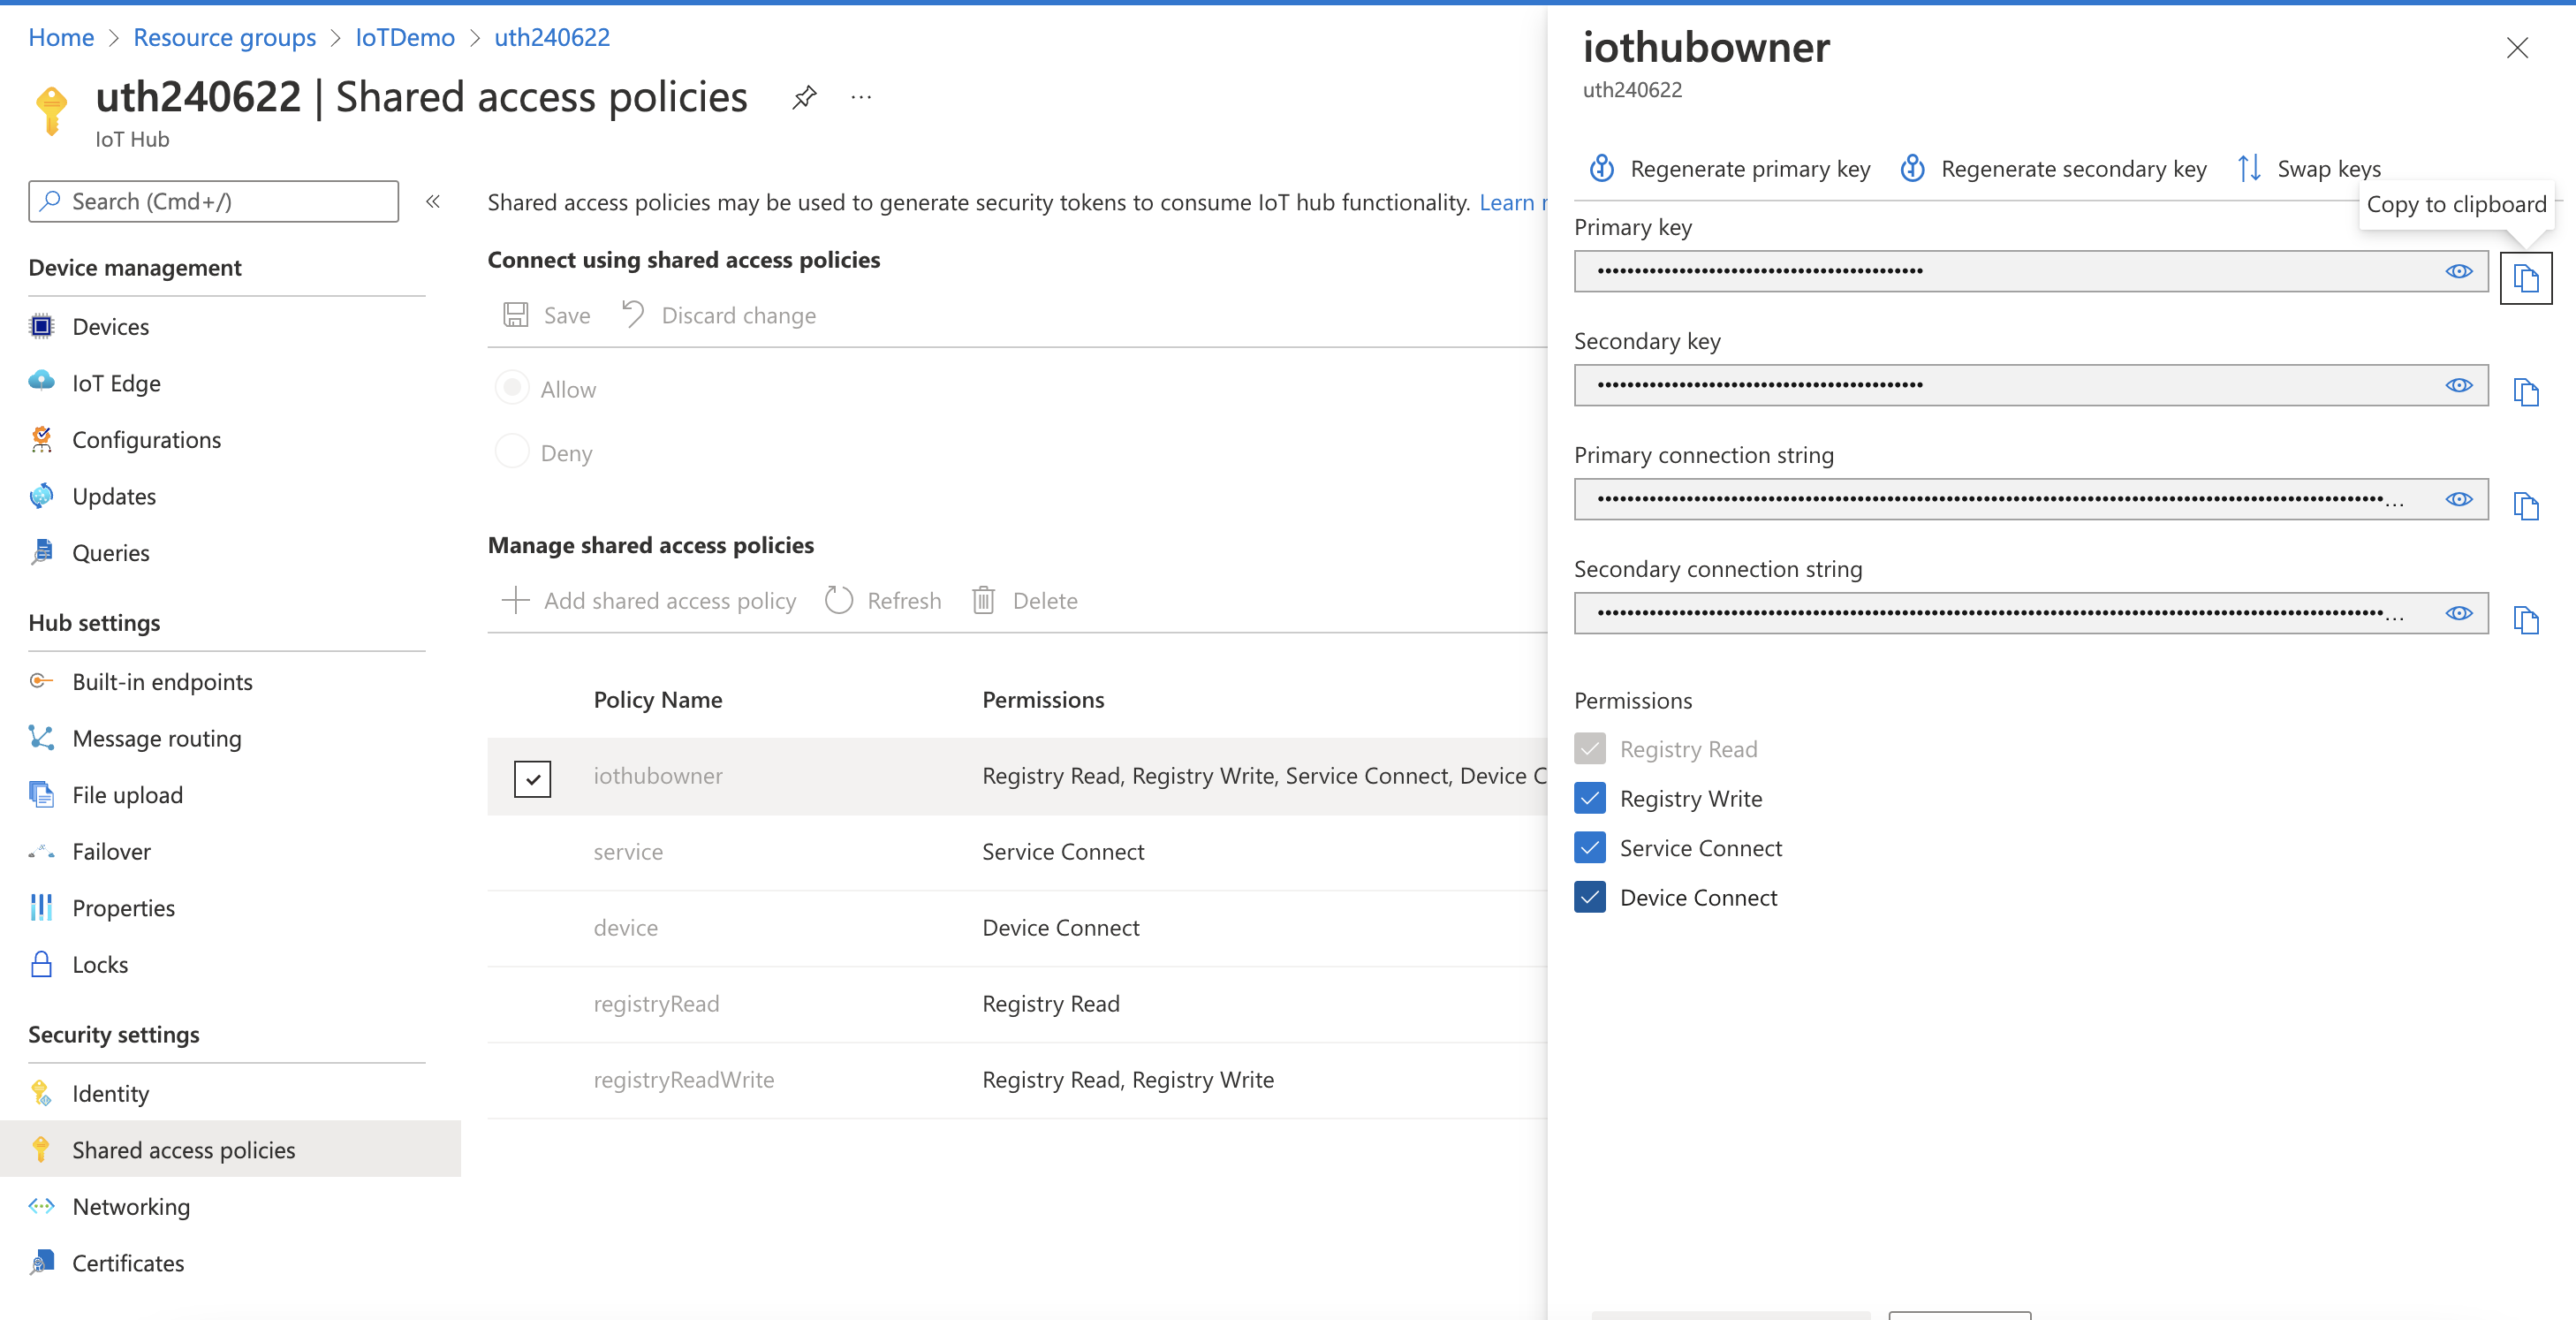 Home > Resource groups > IoTDemo > uth240622
uth240622 | Shared access policies ...
IoT Hub
Search (Cmd+/)
«
Device management
Devices
IoT Edge
Configurations
Updates
Queries
Hub settings
Built-in endpoints
Message routing
File upload
Failover
Properties
Locks
Security settings
Identity
Shared access policies
Networking
Certificates
Shared access policies may be used to generate security tokens to consume IoT hub functionality. Learn
Connect using shared access policies
Save Discard change
Allow
Deny
Manage shared access policies
Add shared access policy Refresh Delete
Policy Name Permissions
iothubowner Registry Read, Registry Write, Service Connect, Device C
service Service Connect
device Device Connect
registryRead Registry Read
registryReadWrite Registry Read, Registry Write
iothubowner
uth240622
Regenerate primary key Regenerate secondary key Swap keys
Copy to clipboard
Primary key
Secondary key
Primary connection string
Secondary connection string
Permissions
Registry Read
Registry Write
Service Connect
Device Connect